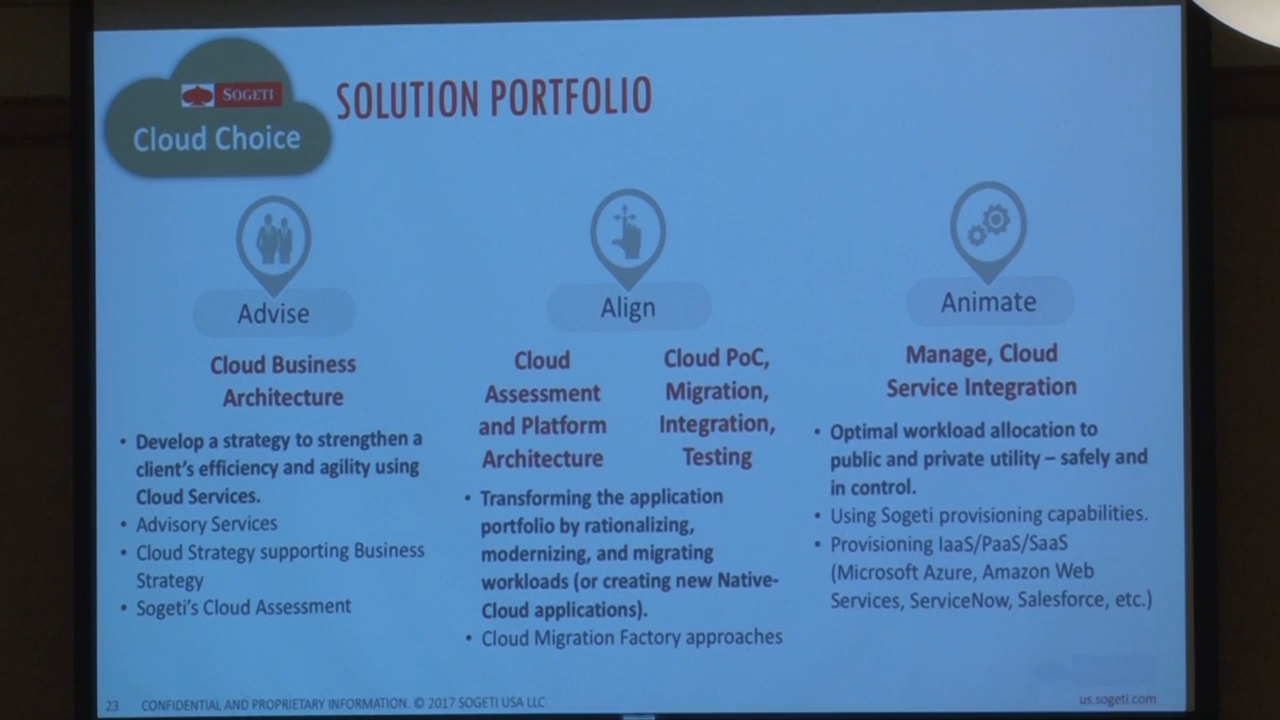 SOGETI
Cloud Choice
SOLUTION PORTFOLIO
Advise
Cloud Business
Architecture
• Develop a strategy to strengthen a
client's efficiency and agility using
Cloud Services.
• Advisory Services
• Cloud Strategy supporting Business
Strategy
• Sogeti's Cloud Assessment
Align
Cloud
Assessment
and Platform
Architecture
Cloud PoC,
Migration,
Integration,
Testing
• Transforming the application
portfolio by rationalizing,
modernizing, and migrating
workloads (or creating new Native-
Cloud applications).
• Cloud Migration Factory approaches
Animate
Manage, Cloud
Service Integration
• Optimal workload allocation to
public and private utility – safely and
in control.
• Using Sogeti provisioning capabilities.
• Provisioning IaaS/PaaS/SaaS
(Microsoft Azure, Amazon Web
Services, ServiceNow, Salesforce, etc.)
23 CONFIDENTIAL AND PROPRIETARY INFORMATION. © 2017 SOGETI USA LLC
us.sogeti.com